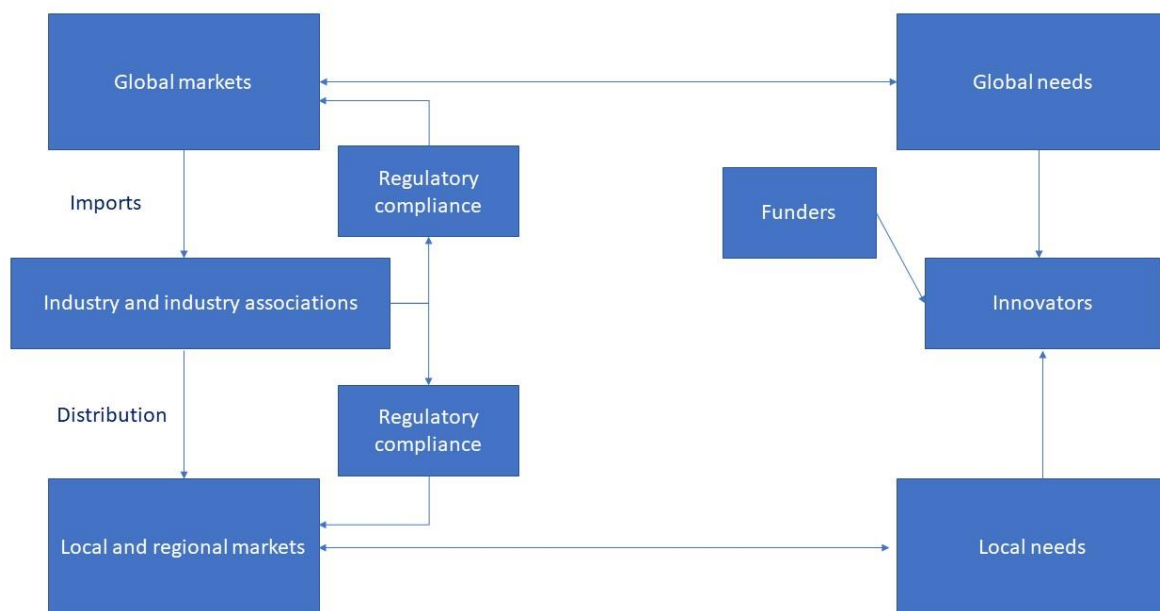 Global markets
Global needs
Regulatory
compliance
Imports
Funders
Industry and industry associations
Innovators
Distribution
Regulatory
compliance
Local and regional markets
Local needs